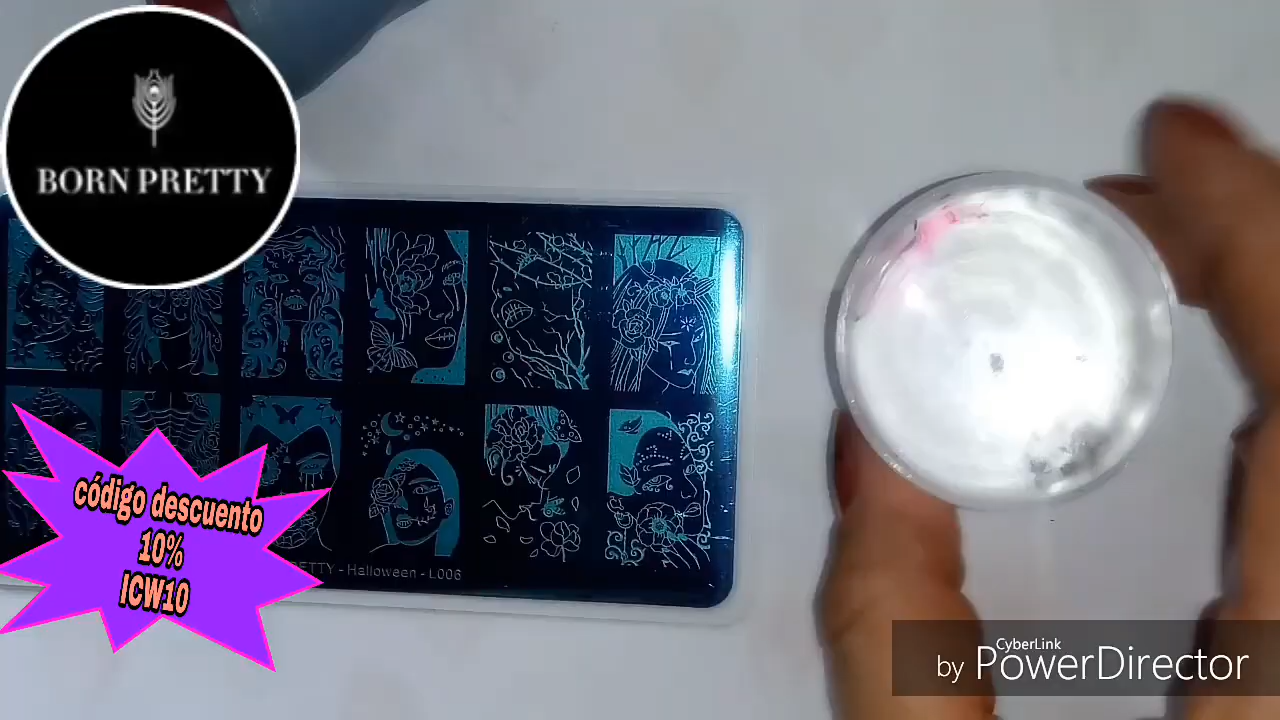 BORN PRETTY
código descuento
10%
ICW10
ETTY - Halloween - L006
CyberLink
by PowerDirector